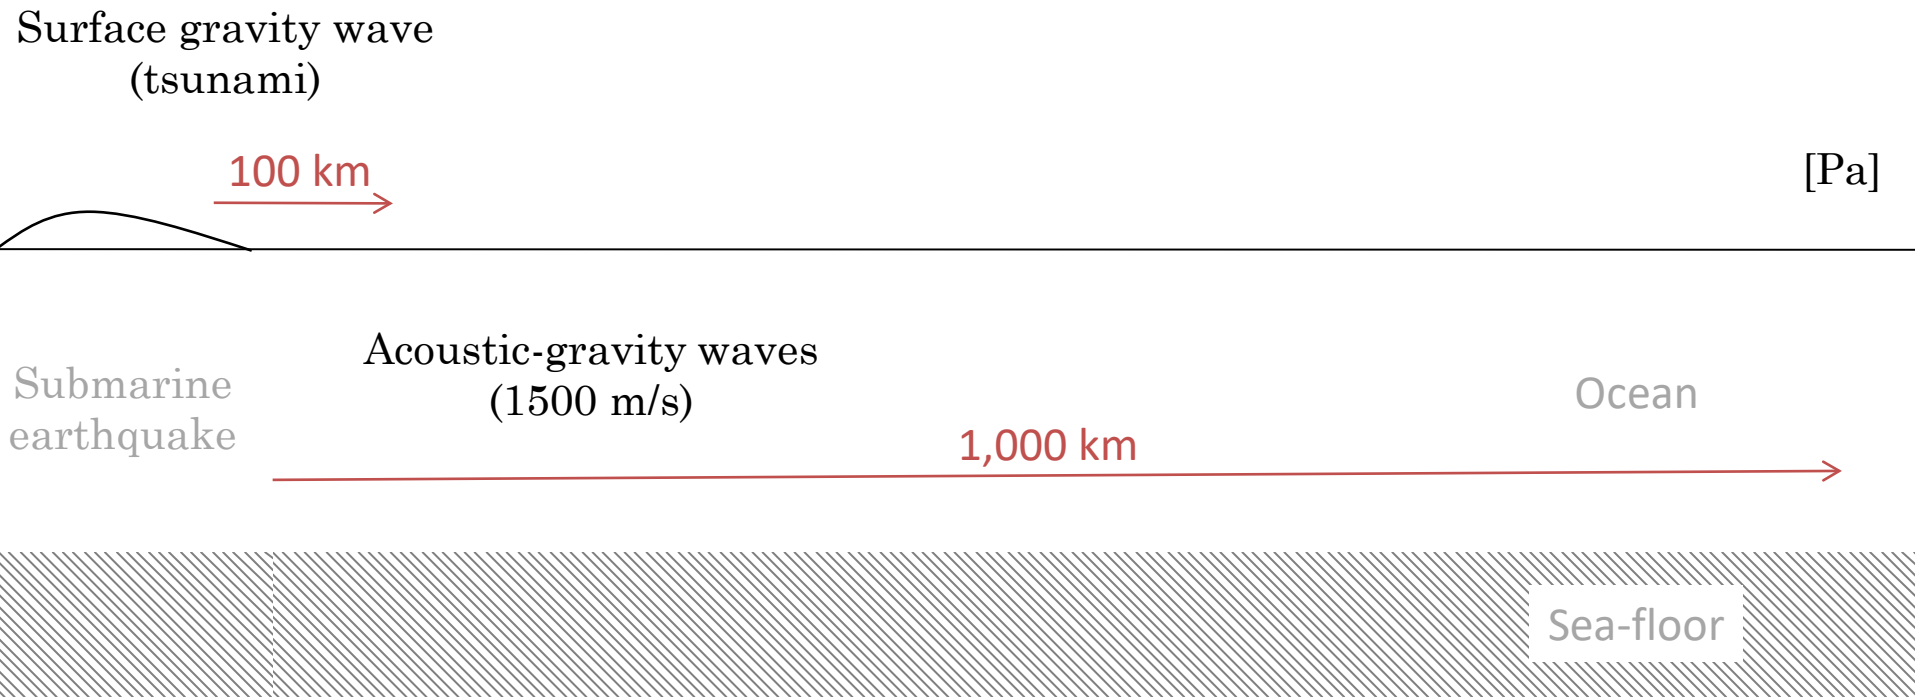 Surface gravity wave
(tsunami)
100 km
[Pa]
Acoustic-gravity waves
(1500 m/s)
Submarine
earthquake
Ocean
1,000 km
Sea-floor